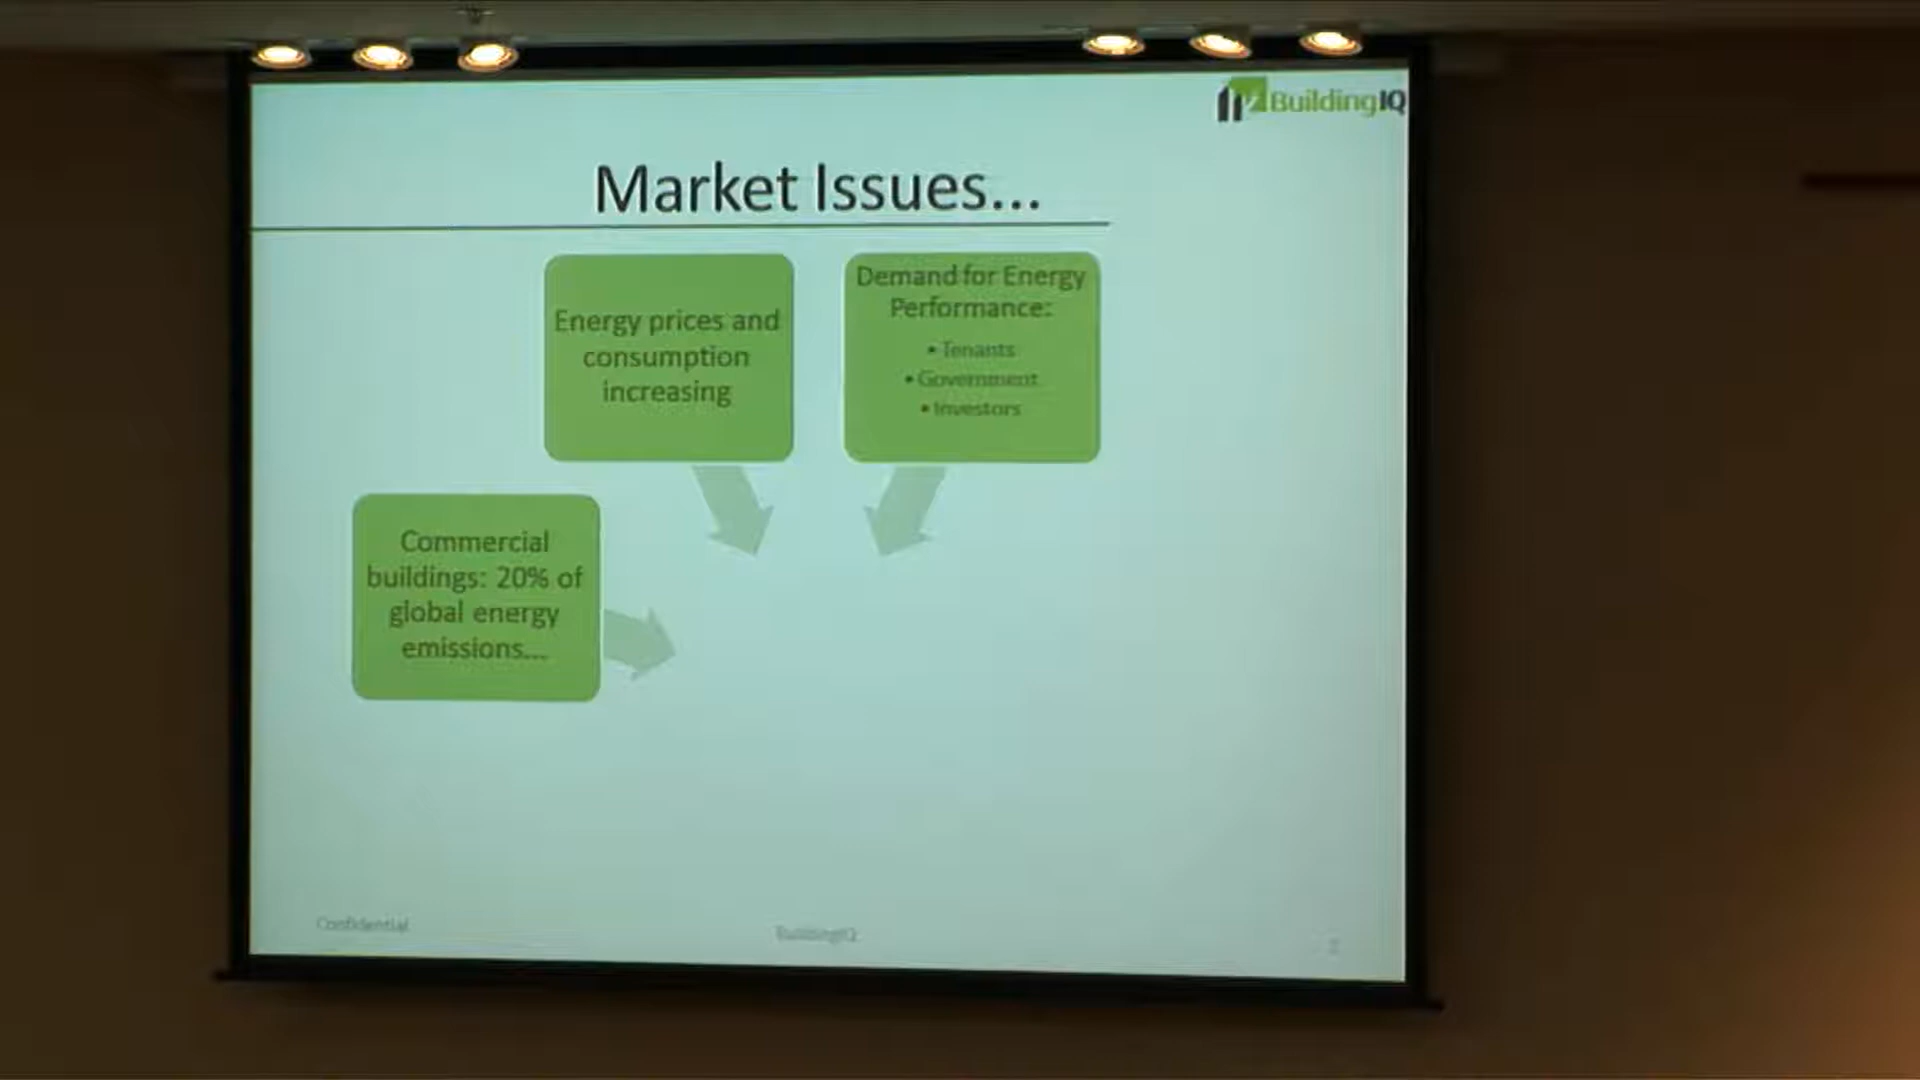 BuildingIQ
Market Issues...
Energy prices and
consumption
increasing
Demand for Energy
Performance:
• Tenants
• Government
• Investors
Commercial
buildings: 20% of
global energy
emissions...
Confidential
BuildingIQ
2